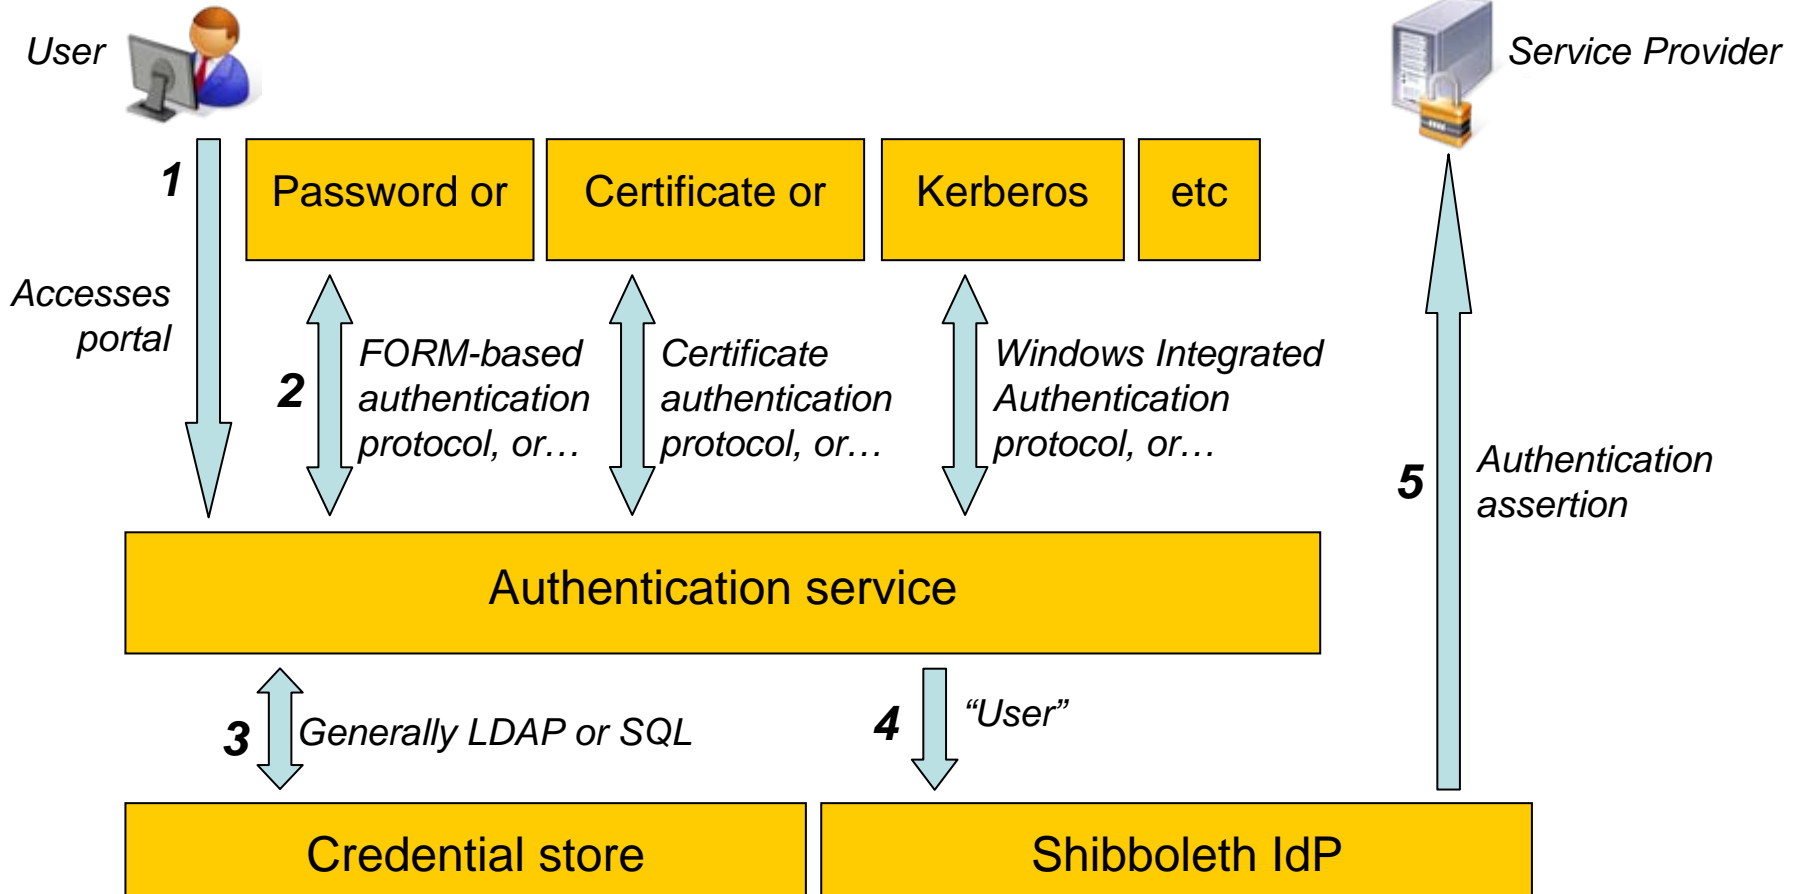 User
Service Provider
1
Password or
Certificate or
Kerberos
etc
Accesses
portal
2
FORM-based
authentication
protocol, or…
Certificate
authentication
protocol, or…
Windows Integrated
Authentication
protocol, or…
5
Authentication
assertion
Authentication service
3
Generally LDAP or SQL
4
“User”
Credential store
Shibboleth IdP